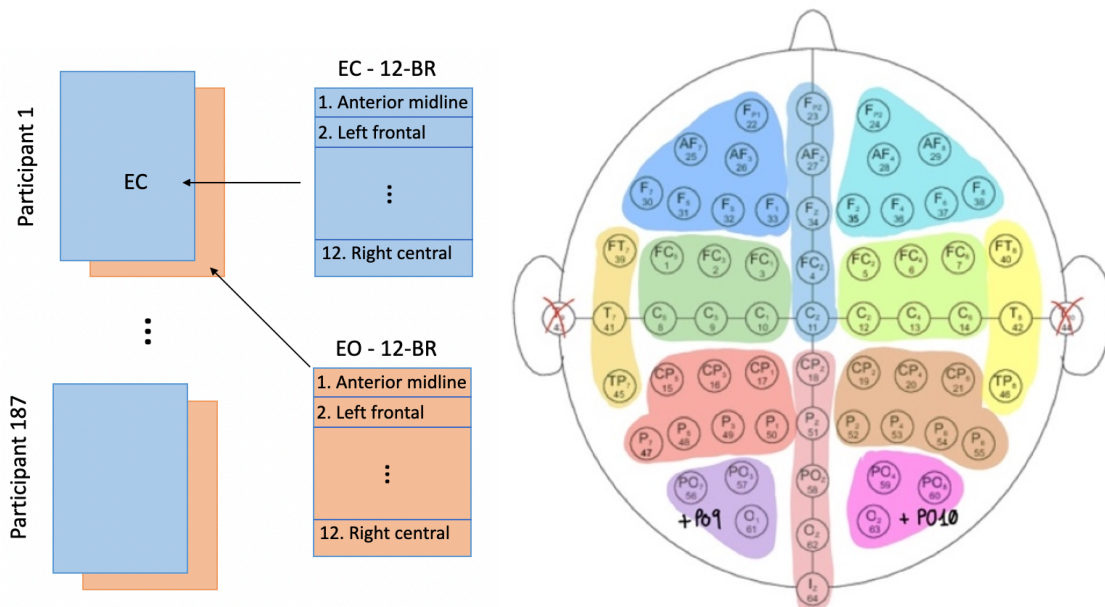 EC - 12-BR
1. Anterior midline
2. Left frontal
...
12. Right central
Participant 1
EC
...
EO - 12-BR
1. Anterior midline
2. Left frontal
...
12. Right central
Participant 187
FP1 22
FPZ 23
FP2 24
AF7 25
AF3 26
AFZ 27
AF4 28
AF8 29
F7 30
F5 31
F3 32
F1 33
FZ 34
F2 35
F4 36
F6 37
F8 38
FT7 39
FC5 1
FC3 2
FC1 3
FCZ 4
FC2 5
FC4 6
FC6 7
FT8 40
T7 41
C5 8
C3 9
C1 10
CZ 11
C2 12
C4 13
C6 14
T8 42
44
TP7 45
CP5 15
CP3 16
CP1 17
CPZ 18
CP2 19
CP4 20
CP6 21
TP8 46
P7 47
P5 48
P3 49
P1 50
PZ 51
P2 52
P4 53
P6 54
P8 55
PO7 56
PO3 57
POZ 58
PO4 59
PO8 60
+PO9
O1 61
OZ 62
O2 63
+ PO10
IZ 64